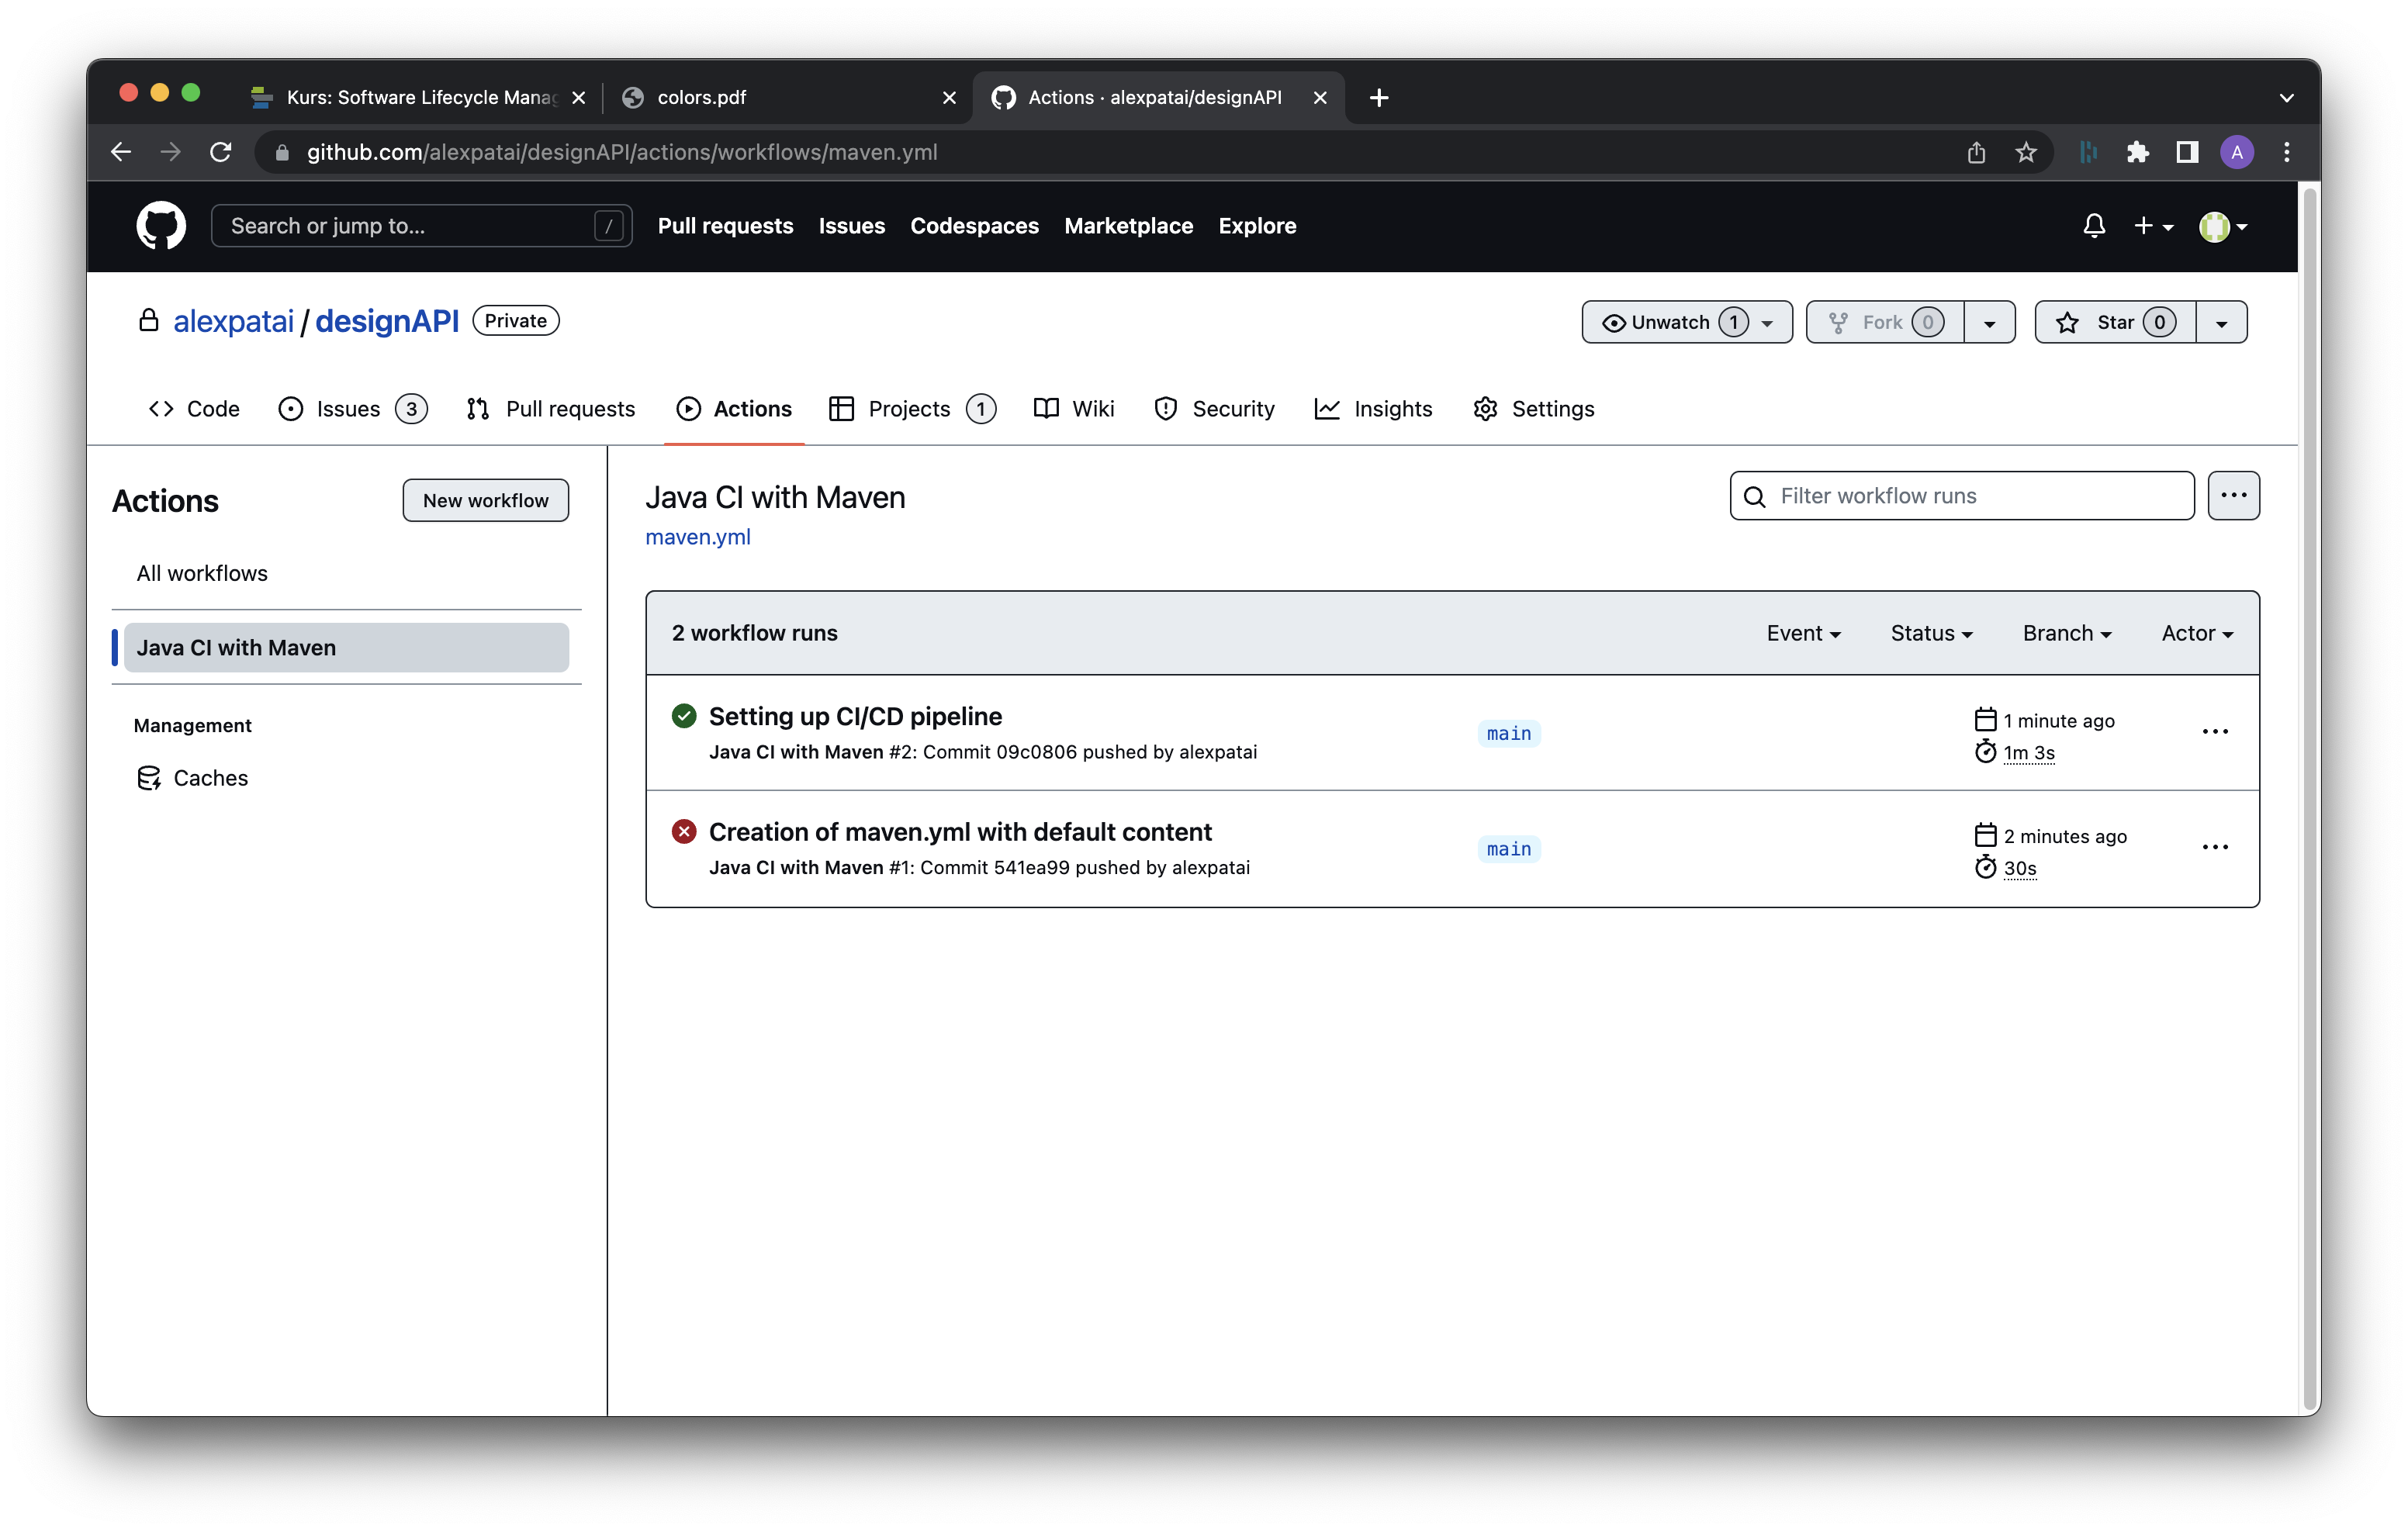 Kurs: Software Lifecycle Manag
colors.pdf
Actions · alexpatai/designAPI
github.com/alexpatai/designAPI/actions/workflows/maven.yml
A
Search or jump to...
/
Pull requests
Issues
Codespaces
Marketplace
Explore
alexpatai / designAPI
Private
Unwatch 1
Fork 0
Star 0
Code
Issues 3
Pull requests
Actions
Projects 1
Wiki
Security
Insights
Settings
Actions
New workflow
All workflows
Java CI with Maven
Management
Caches
Java CI with Maven
maven.yml
Filter workflow runs
2 workflow runs
Event
Status
Branch
Actor
Setting up CI/CD pipeline
Java CI with Maven #2: Commit 09c0806 pushed by alexpatai
main
1 minute ago
1m 3s
Creation of maven.yml with default content
Java CI with Maven #1: Commit 541ea99 pushed by alexpatai
main
2 minutes ago
30s